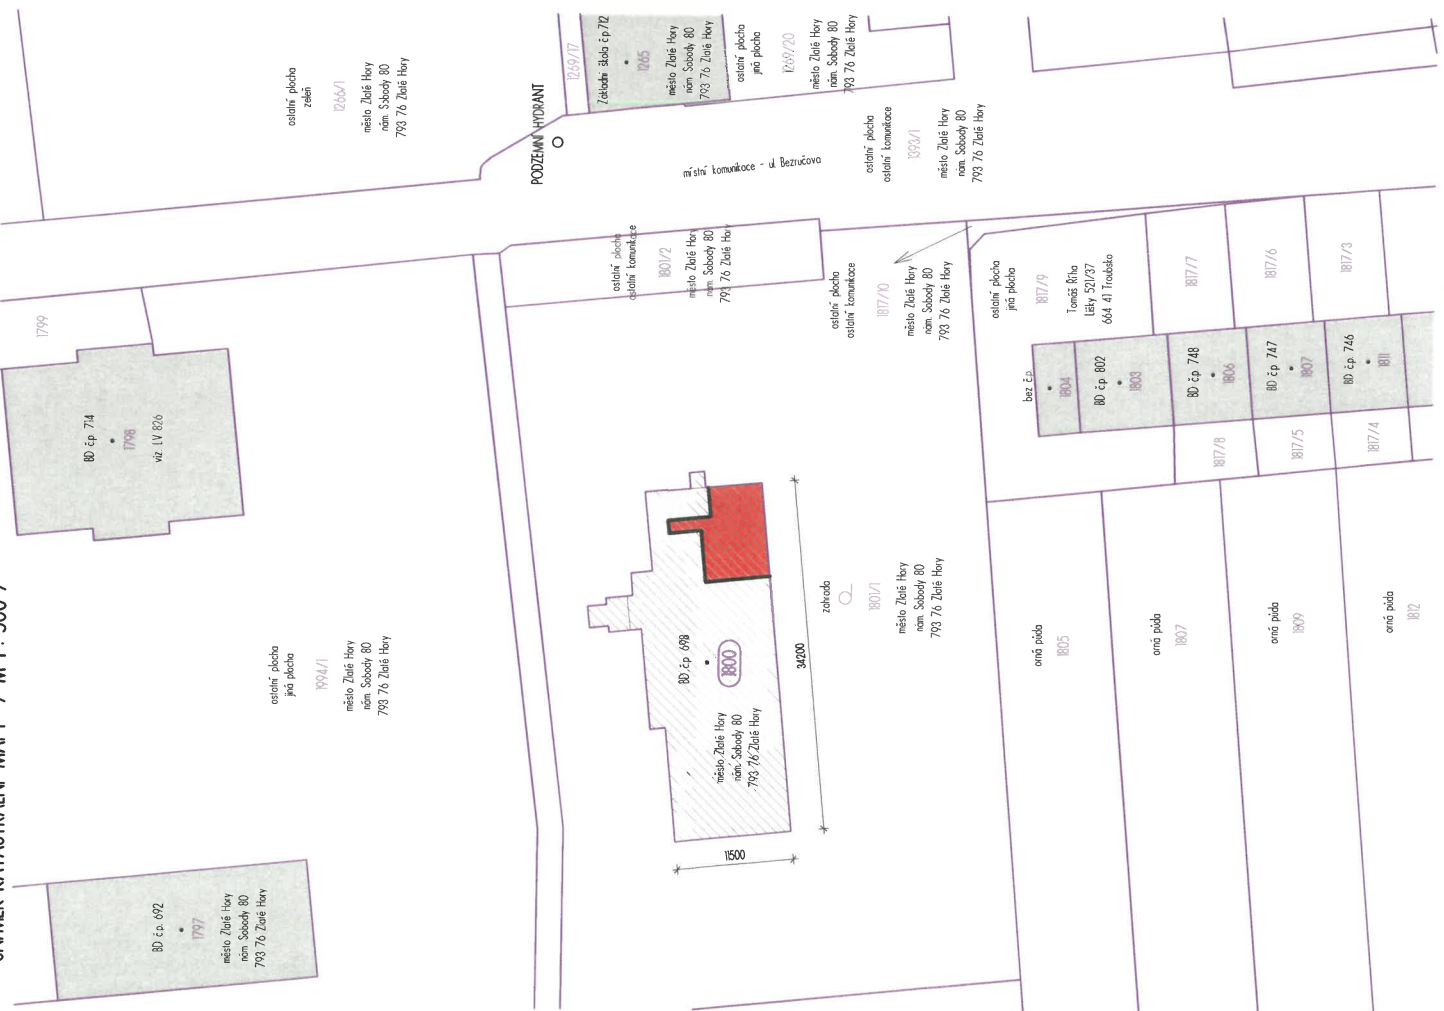 ostatní plocha
zeleň
1266/1
město Zlaté Hory
nám. Sobody 80
793 76 Zlaté Hory
1269/17
Základní škola čp 712
1265
město Zlaté Hory
nám. Sobody 80
793 76 Zlaté Hory
ostatní plocha
jiná plocha
1269/20
město Zlaté Hory
nám. Sobody 80
793 76 Zlaté Hory
PODZEMNÍ HYDRANT
místní komunikace - ul. Bezručova
ostatní plocha
ostatní komunikace
1393/1
město Zlaté Hory
nám. Sobody 80
793 76 Zlaté Hory
ostatní plocha
ostatní komunikace
1801/2
město Zlaté Hory
nám. Sobody 80
793 76 Zlaté Hory
ostatní plocha
ostatní komunikace
1817/10
město Zlaté Hory
nám. Sobody 80
793 76 Zlaté Hory
ostatní plocha
jiná plocha
1817/9
Tomáš Říha
Lišky 521/37
664 41 Troubsko
1817/7
1817/6
1817/3
1799
BD č.p. 714
1798
viz. LV 826
bez č.p.
1804
BD č.p. 802
1803
BD č.p. 748
1806
BD č.p. 747
1807
BD č.p. 746
1811
1817/8
1817/5
1817/4
ostatní plocha
jiná plocha
1994/1
město Zlaté Hory
nám. Sobody 80
793 76 Zlaté Hory
BD č.p. 698
1800
město Zlaté Hory
nám. Sobody 80
793 76 Zlaté Hory
34200
11500
zahrada
1801/1
město Zlaté Hory
nám. Sobody 80
793 76 Zlaté Hory
orná půda
1805
orná půda
1807
orná půda
1809
orná půda
1812
BD č.p. 692
1797
město Zlaté Hory
nám. Sobody 80
793 76 Zlaté Hory